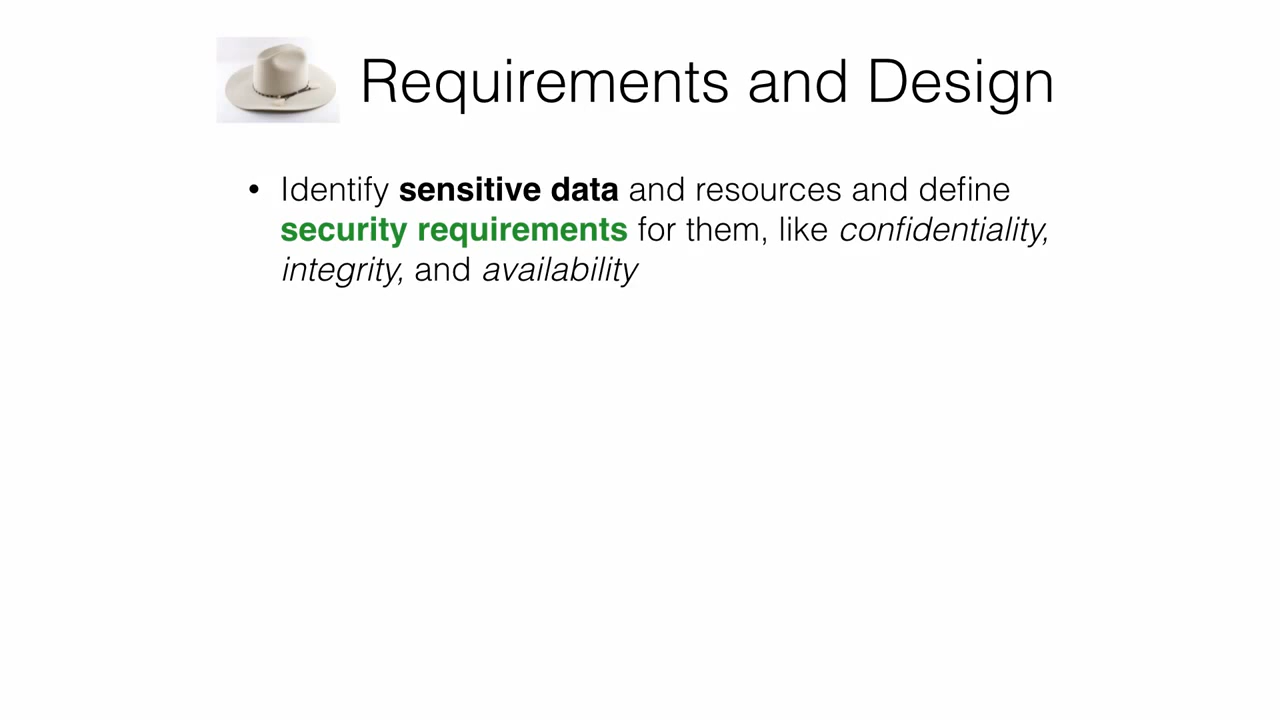 Requirements and Design
• Identify sensitive data and resources and define
security requirements for them, like confidentiality,
integrity, and availability